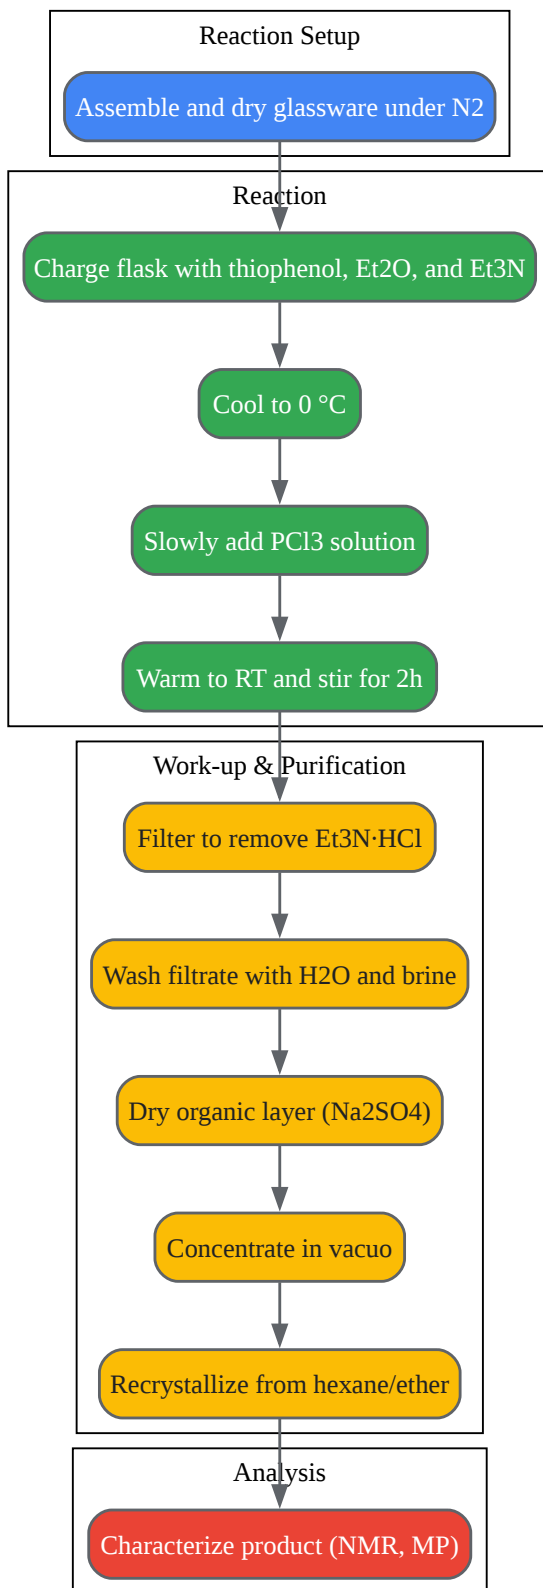 Reaction Setup
Assemble and dry glassware under N2
Reaction
Charge flask with thiophenol, Et2O, and Et3N
Cool to 0 °C
Slowly add PCl3 solution
Warm to RT and stir for 2h
Work-up & Purification
Filter to remove Et3N·HCl
Wash filtrate with H2O and brine
Dry organic layer (Na2SO4)
Concentrate in vacuo
Recrystallize from hexane/ether
Analysis
Characterize product (NMR, MP)